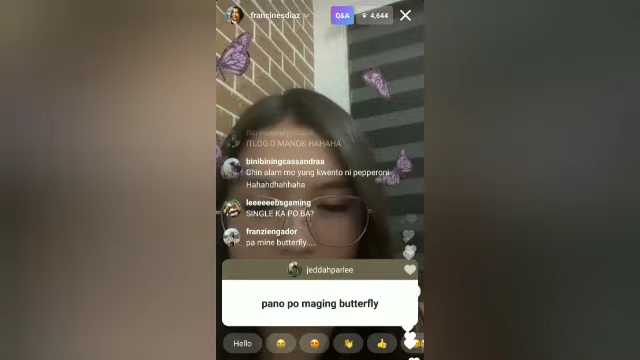 francinesdiaz
Q&A
4,644
ITLOG O MANOK HAHAHA
binibiningcassandraa
Chin alam mo yung kwento ni pepperoni
Hahahdhahhaha
leeeeeebsgaming
SINGLE KA PO BA?
franziengador
pa mine butterfly.....
jeddahparlee
pano po maging butterfly
Hello